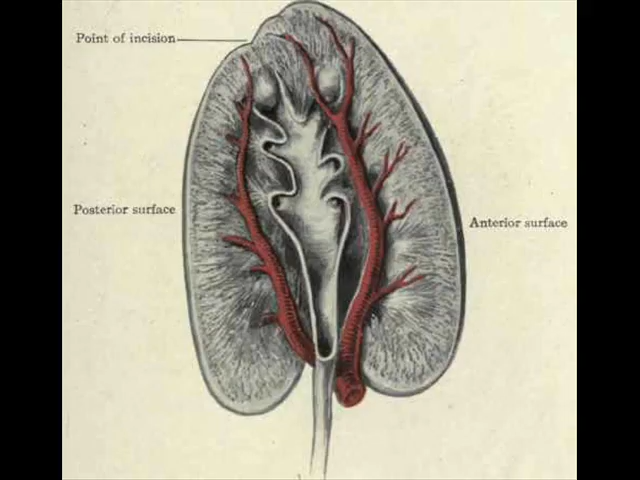 Point of incision
Posterior surface
Anterior surface